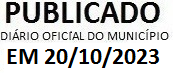 PUBLICADO
DIÁRIO OFICIAL DO MUNICÍPIO
EM 20/10/2023